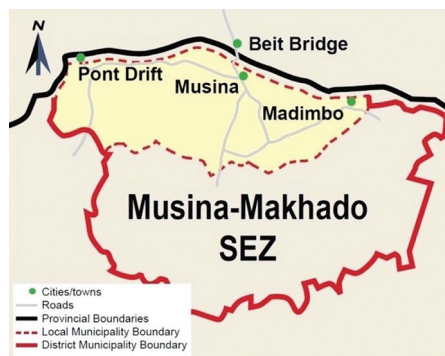 N
Beit Bridge
Pont Drift
Musina
Madimbo
Musina-Makhado
SEZ
Cities/towns
Roads
Provincial Boundaries
Local Municipality Boundary
District Municipality Boundary